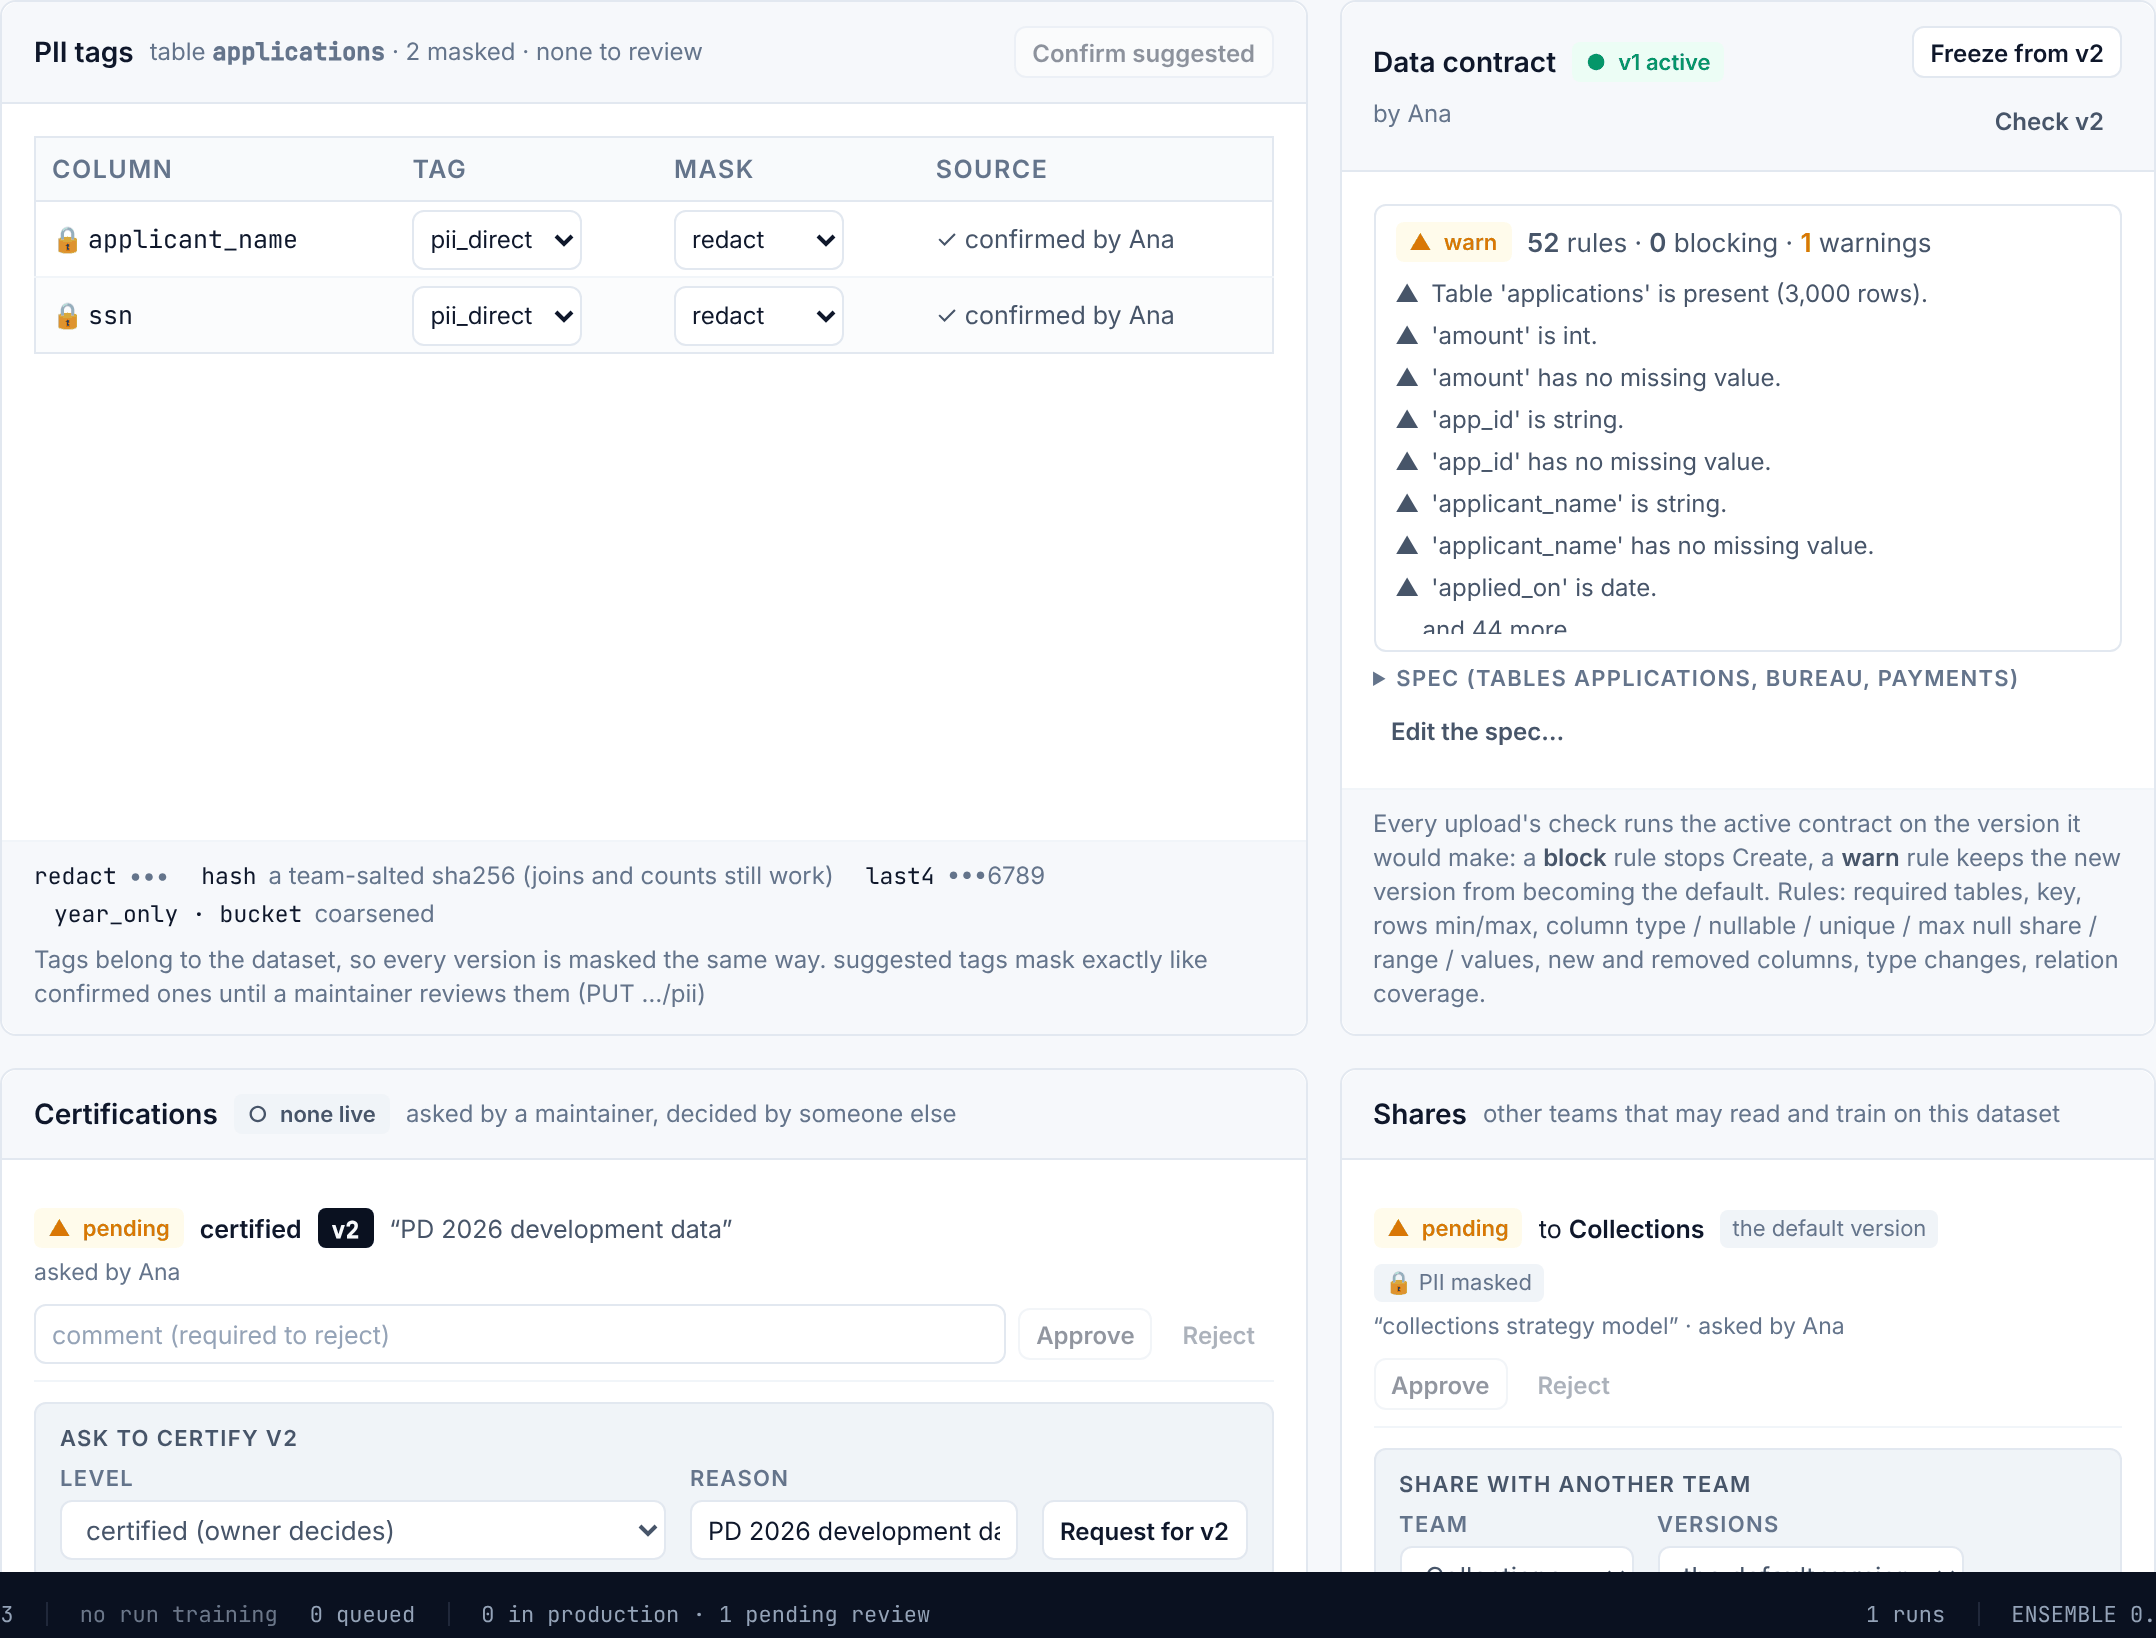 PII tags table applications · 2 masked · none to review
Confirm suggested
COLUMN TAG MASK SOURCE
🔒 applicant_name pii_direct redact ✓ confirmed by Ana
🔒 ssn pii_direct redact ✓ confirmed by Ana
redact ••• hash a team-salted sha256 (joins and counts still work) last4 •••6789
year_only · bucket coarsened
Tags belong to the dataset, so every version is masked the same way. suggested tags mask exactly like
confirmed ones until a maintainer reviews them (PUT .../pii)
Data contract ● v1 active
Freeze from v2
by Ana
Check v2
▲ warn 52 rules · 0 blocking · 1 warnings
▲ Table 'applications' is present (3,000 rows).
▲ 'amount' is int.
▲ 'amount' has no missing value.
▲ 'app_id' is string.
▲ 'app_id' has no missing value.
▲ 'applicant_name' is string.
▲ 'applicant_name' has no missing value.
▲ 'applied_on' is date.
and 44 more
▶ SPEC (TABLES APPLICATIONS, BUREAU, PAYMENTS)
Edit the spec...
Every upload's check runs the active contract on the version it
would make: a block rule stops Create, a warn rule keeps the new
version from becoming the default. Rules: required tables, key,
rows min/max, column type / nullable / unique / max null share /
range / values, new and removed columns, type changes, relation
coverage.
Certifications ○ none live asked by a maintainer, decided by someone else
▲ pending certified v2 “PD 2026 development data”
asked by Ana
comment (required to reject) Approve Reject
ASK TO CERTIFY V2
LEVEL REASON
certified (owner decides) PD 2026 development da Request for v2
Shares other teams that may read and train on this dataset
▲ pending to Collections the default version
🔒 PII masked
“collections strategy model” · asked by Ana
Approve Reject
SHARE WITH ANOTHER TEAM
TEAM VERSIONS
3 no run training 0 queued 0 in production · 1 pending review 1 runs ENSEMBLE 0.